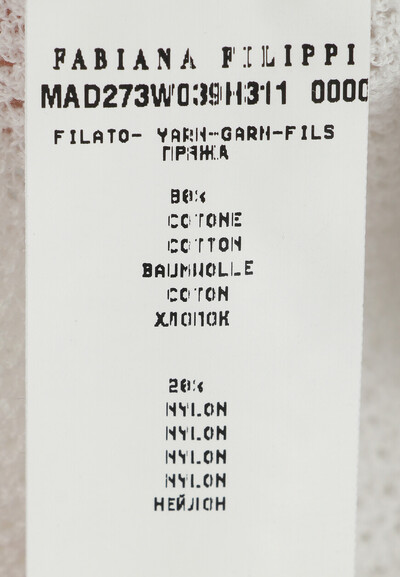 FABIANA FILIPPI
MAD273W039H311 0000
FILATO- YARN-GARN-FILS
ПРЯЖА
80%
COTONE
COTTON
BAUMWOLLE
COTON
ХЛОПОК
20%
NYLON
NYLON
NYLON
NYLON
НЕЙЛОН